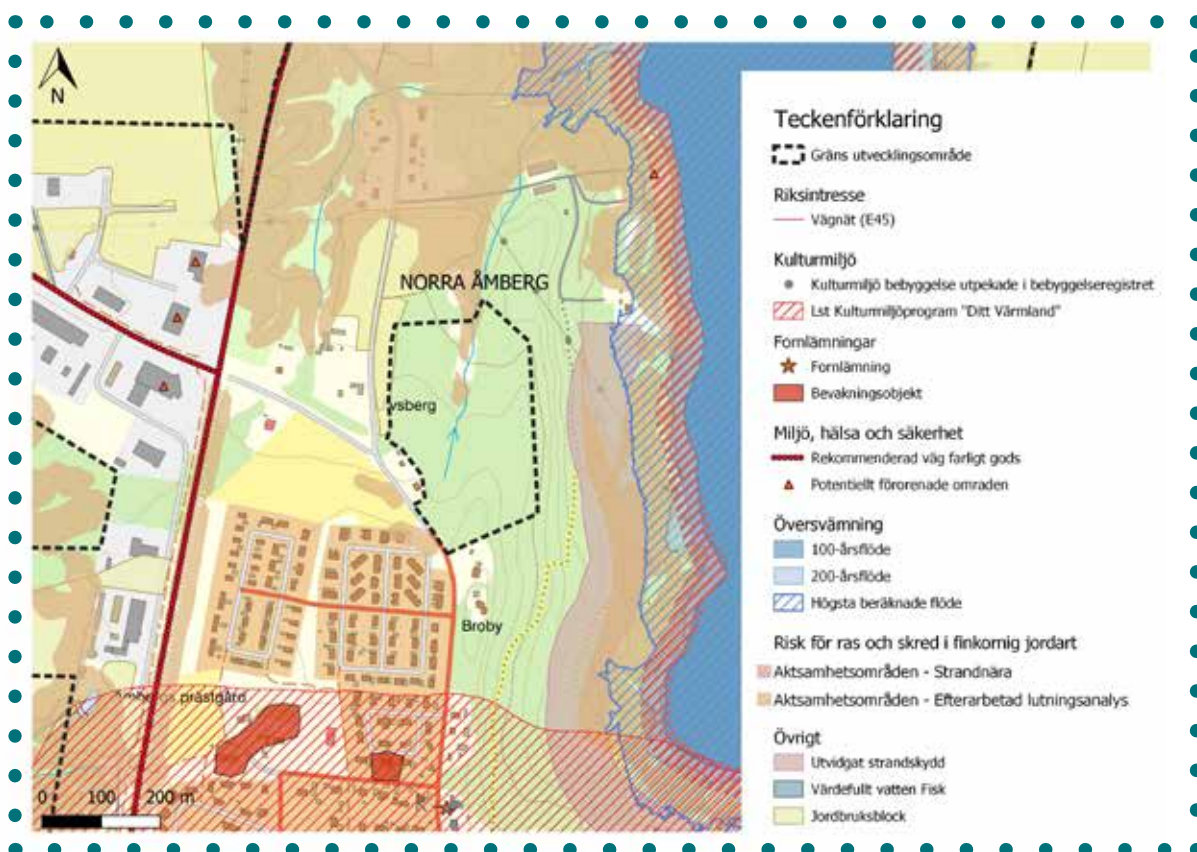 N
NORRA ÅMBERG
vsberg
Broby
prästgård
R
0 100 200 m
Teckenförklaring
Gräns utvecklingsområde
Riksintresse
Vägnät (E45)
Kulturmiljö
Kulturmiljö bebyggelse utpekade i bebyggelseregistret
Lst Kulturmiljöprogram "Ditt Värmland"
Fornlämningar
Fornlämning
Bevakningsobjekt
Miljö, hälsa och säkerhet
Rekommenderad väg farligt gods
Potentiellt förorenade omraden
Översvämning
100-årsflöde
200-årsflöde
Högsta beräknade flöde
Risk för ras och skred i finkornig jordart
Aktsamhetsområden - Strandnära
Aktsamhetsområden - Efterarbetad lutningsanalys
Övrigt
Utvidgat strandskydd
Värdefullt vatten Fisk
Jordbruksblock